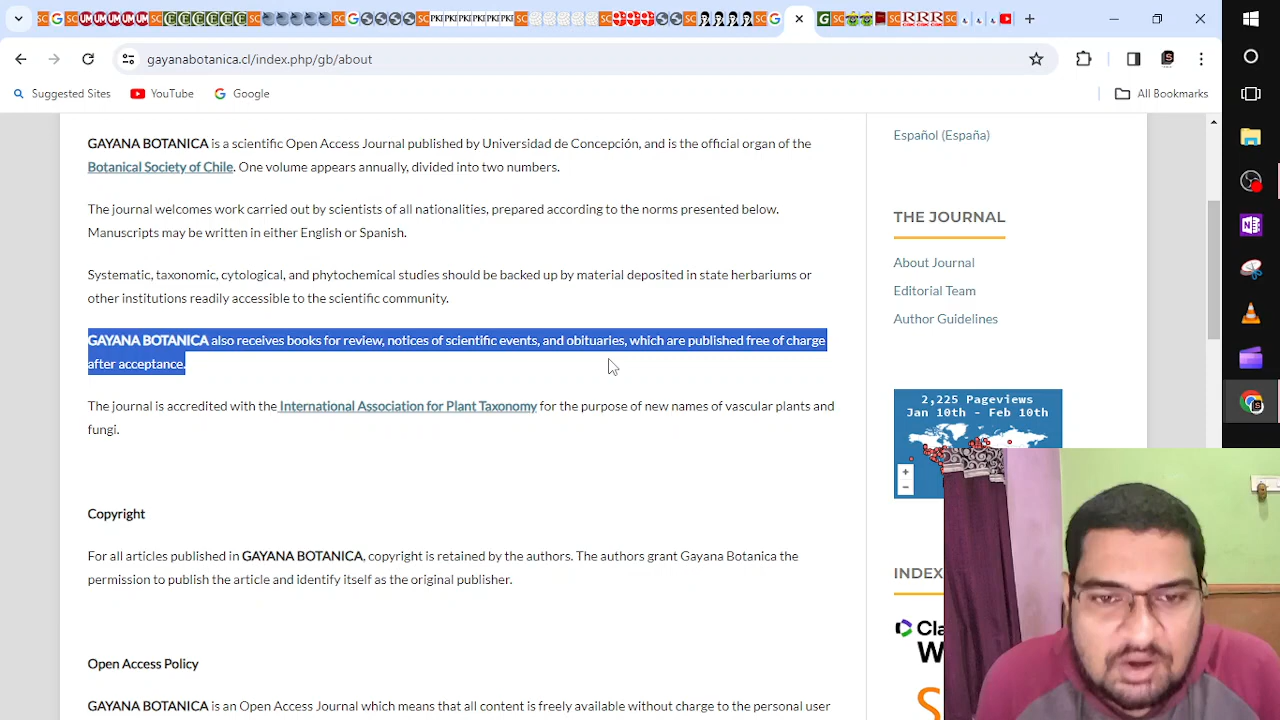 gayanabotanica.cl/index.php/gb/about
Suggested Sites
YouTube
Google
All Bookmarks
GAYANA BOTANICA is a scientific Open Access Journal published by Universidad de Concepción, and is the official organ of the
Botanical Society of Chile. One volume appears annually, divided into two numbers.
The journal welcomes work carried out by scientists of all nationalities, prepared according to the norms presented below.
Manuscripts may be written in either English or Spanish.
Systematic, taxonomic, cytological, and phytochemical studies should be backed up by material deposited in state herbariums or
other institutions readily accessible to the scientific community.
GAYANA BOTANICA also receives books for review, notices of scientific events, and obituaries, which are published free of charge
after acceptance.
The journal is accredited with the International Association for Plant Taxonomy for the purpose of new names of vascular plants and
fungi.
Copyright
For all articles published in GAYANA BOTANICA, copyright is retained by the authors. The authors grant Gayana Botanica the
permission to publish the article and identify itself as the original publisher.
Open Access Policy
GAYANA BOTANICA is an Open Access Journal which means that all content is freely available without charge to the personal user
Español (España)
THE JOURNAL
About Journal
Editorial Team
Author Guidelines
2,225 Pageviews
Jan 10th - Feb 10th
INDEX
Cla
W
S